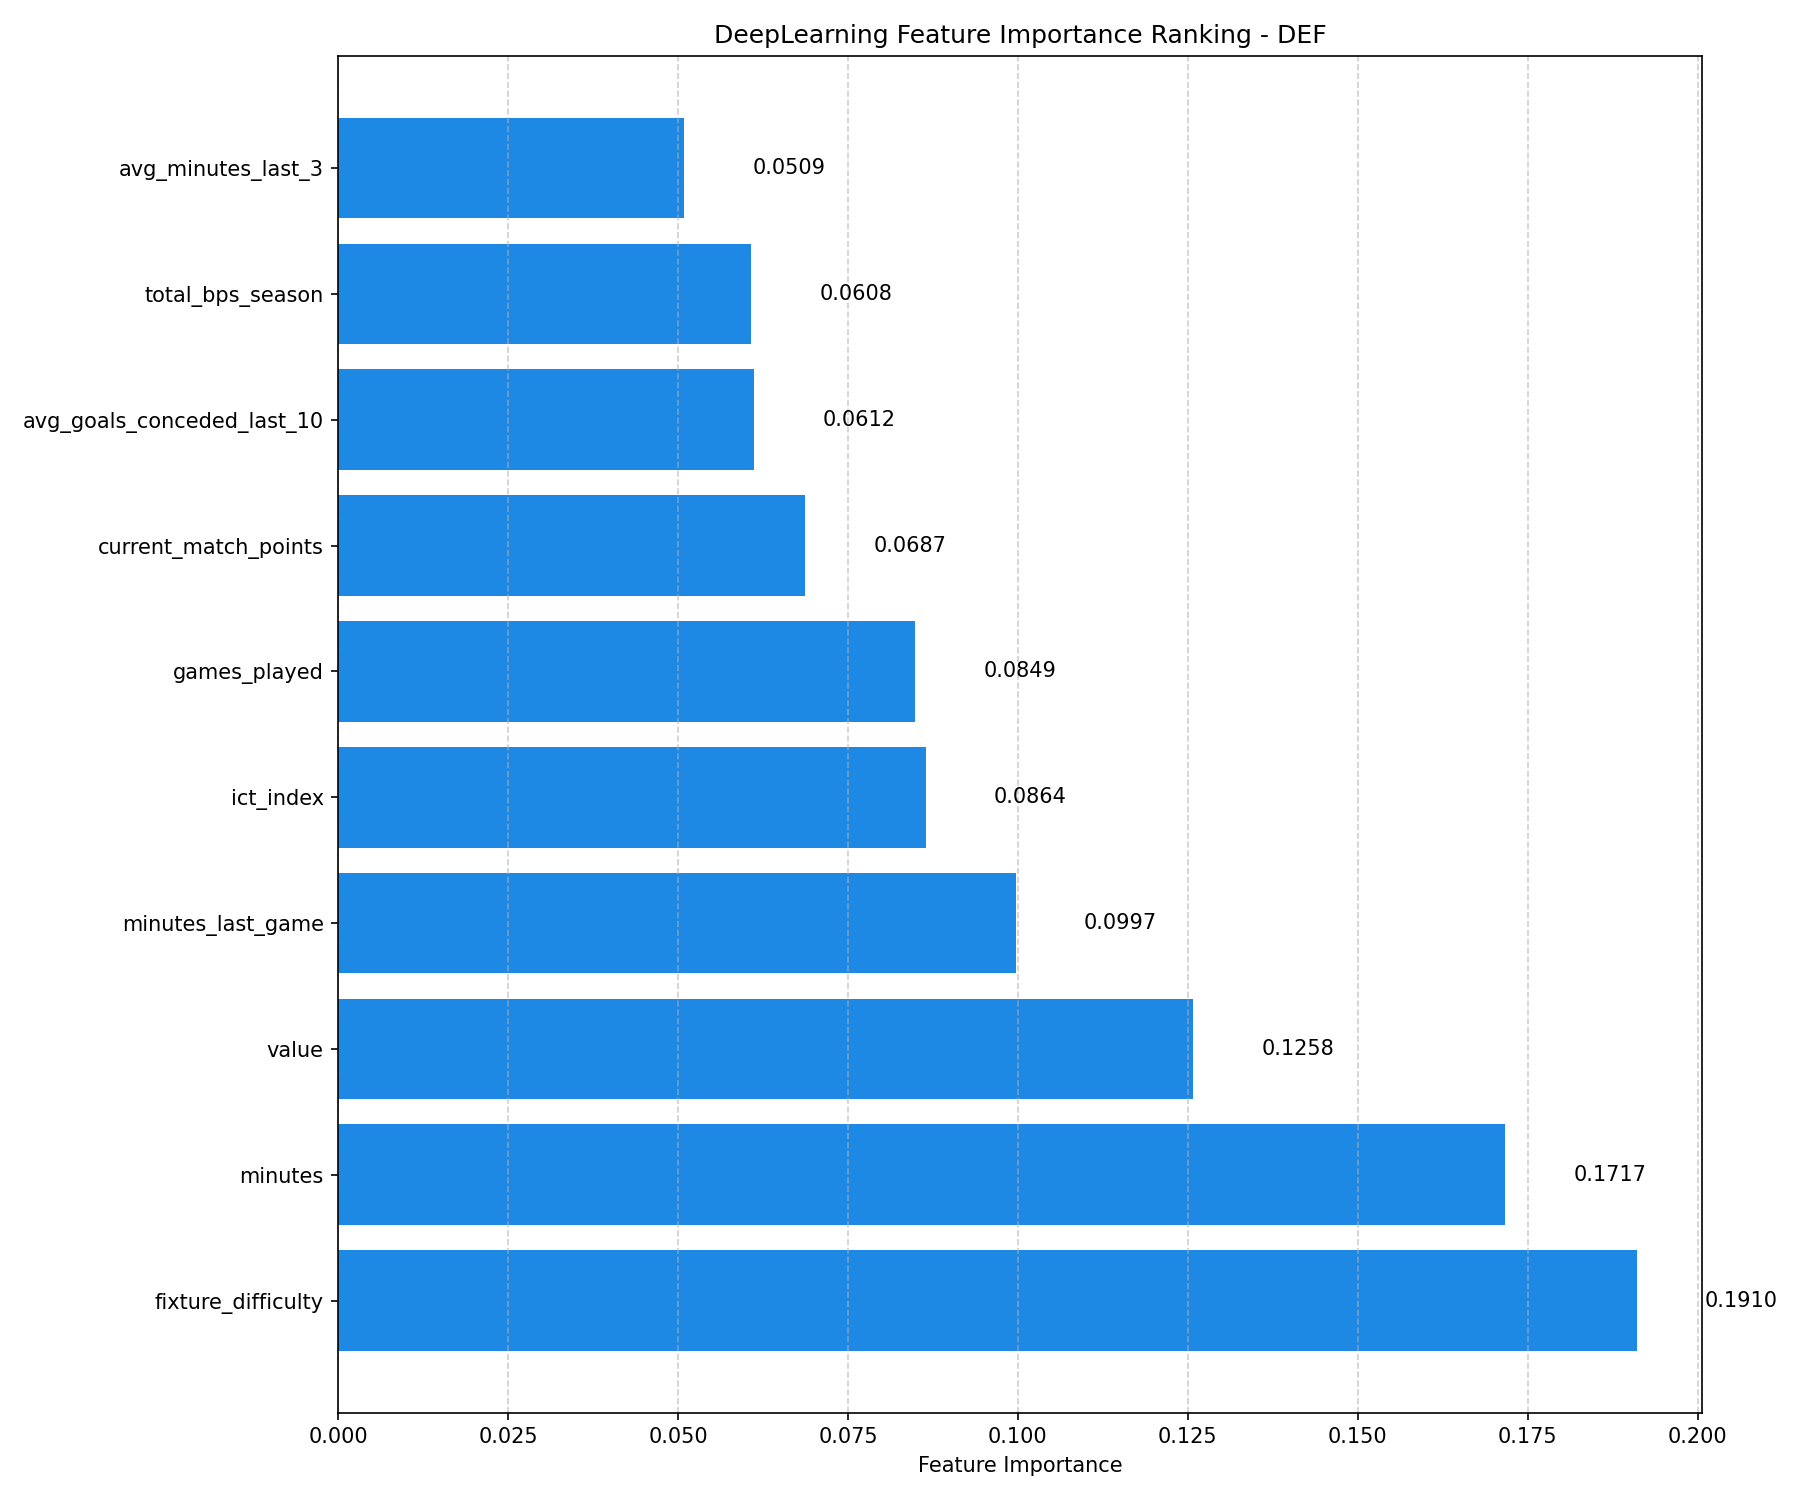 DeepLearning Feature Importance Ranking - DEF
avg_minutes_last_3 0.0509
total_bps_season 0.0608
avg_goals_conceded_last_10 0.0612
current_match_points 0.0687
games_played 0.0849
ict_index 0.0864
minutes_last_game 0.0997
value 0.1258
minutes 0.1717
fixture_difficulty 0.1910
0.000 0.025 0.050 0.075 0.100 0.125 0.150 0.175 0.200
Feature Importance